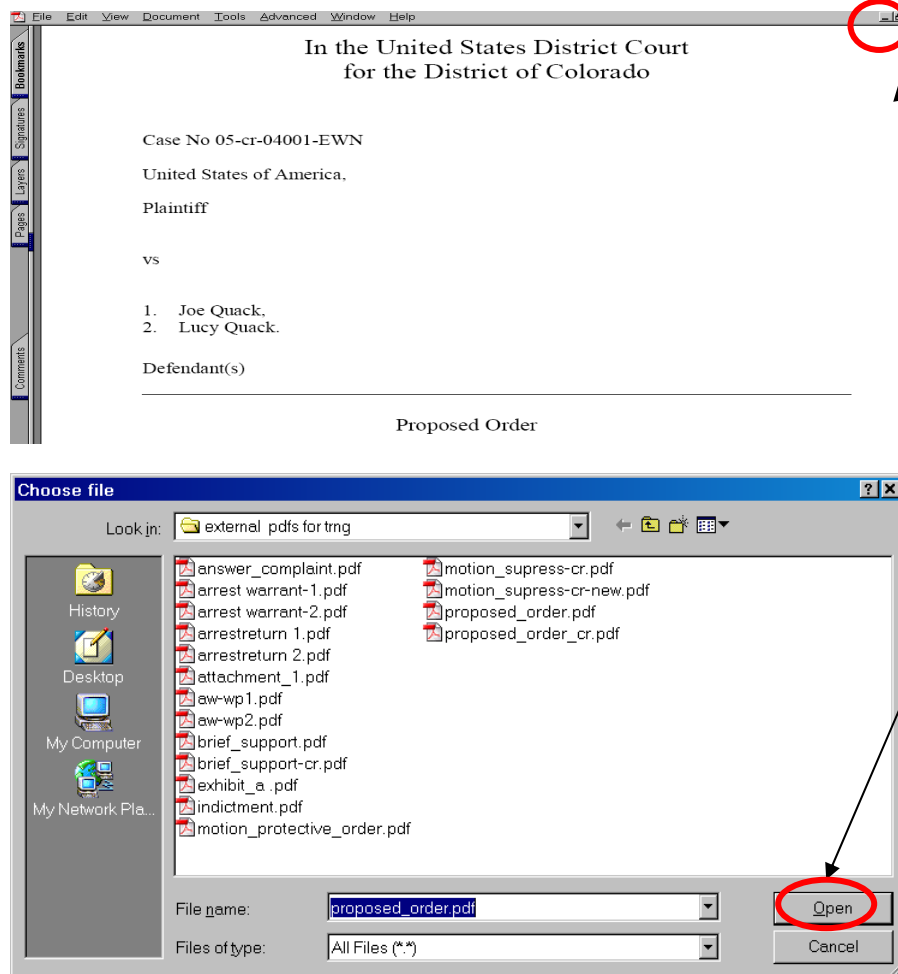 File Edit View Document Tools Advanced Window Help
Bookmarks
Signatures
Layers
Pages
Comments
In the United States District Court
for the District of Colorado
Case No 05-cr-04001-EWN
United States of America,
Plaintiff
vs
1. Joe Quack,
2. Lucy Quack.
Defendant(s)
Proposed Order
Choose file
Look in: external pdfs for trng
History
Desktop
My Computer
My Network Pla...
answer_complaint.pdf
arrest warrant-1.pdf
arrest warrant-2.pdf
arrestreturn 1.pdf
arrestreturn 2.pdf
attachment_1.pdf
aw-wp1.pdf
aw-wp2.pdf
brief_support.pdf
brief_support-cr.pdf
exhibit_a .pdf
indictment.pdf
motion_protective_order.pdf
motion_supress-cr.pdf
motion_supress-cr-new.pdf
proposed_order.pdf
proposed_order_cr.pdf
File name: proposed_order.pdf Open
Files of type: All Files (*.*) Cancel